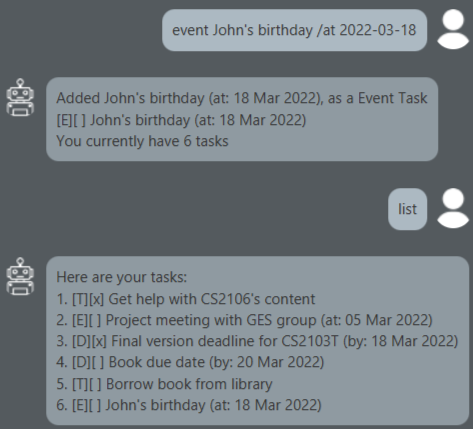 event John's birthday /at 2022-03-18
Added John's birthday (at: 18 Mar 2022), as a Event Task
[E][ ] John's birthday (at: 18 Mar 2022)
You currently have 6 tasks
list
Here are your tasks:
1. [T][x] Get help with CS2106's content
2. [E][ ] Project meeting with GES group (at: 05 Mar 2022)
3. [D][x] Final version deadline for CS2103T (by: 18 Mar 2022)
4. [D][ ] Book due date (by: 20 Mar 2022)
5. [T][ ] Borrow book from library
6. [E][ ] John's birthday (at: 18 Mar 2022)